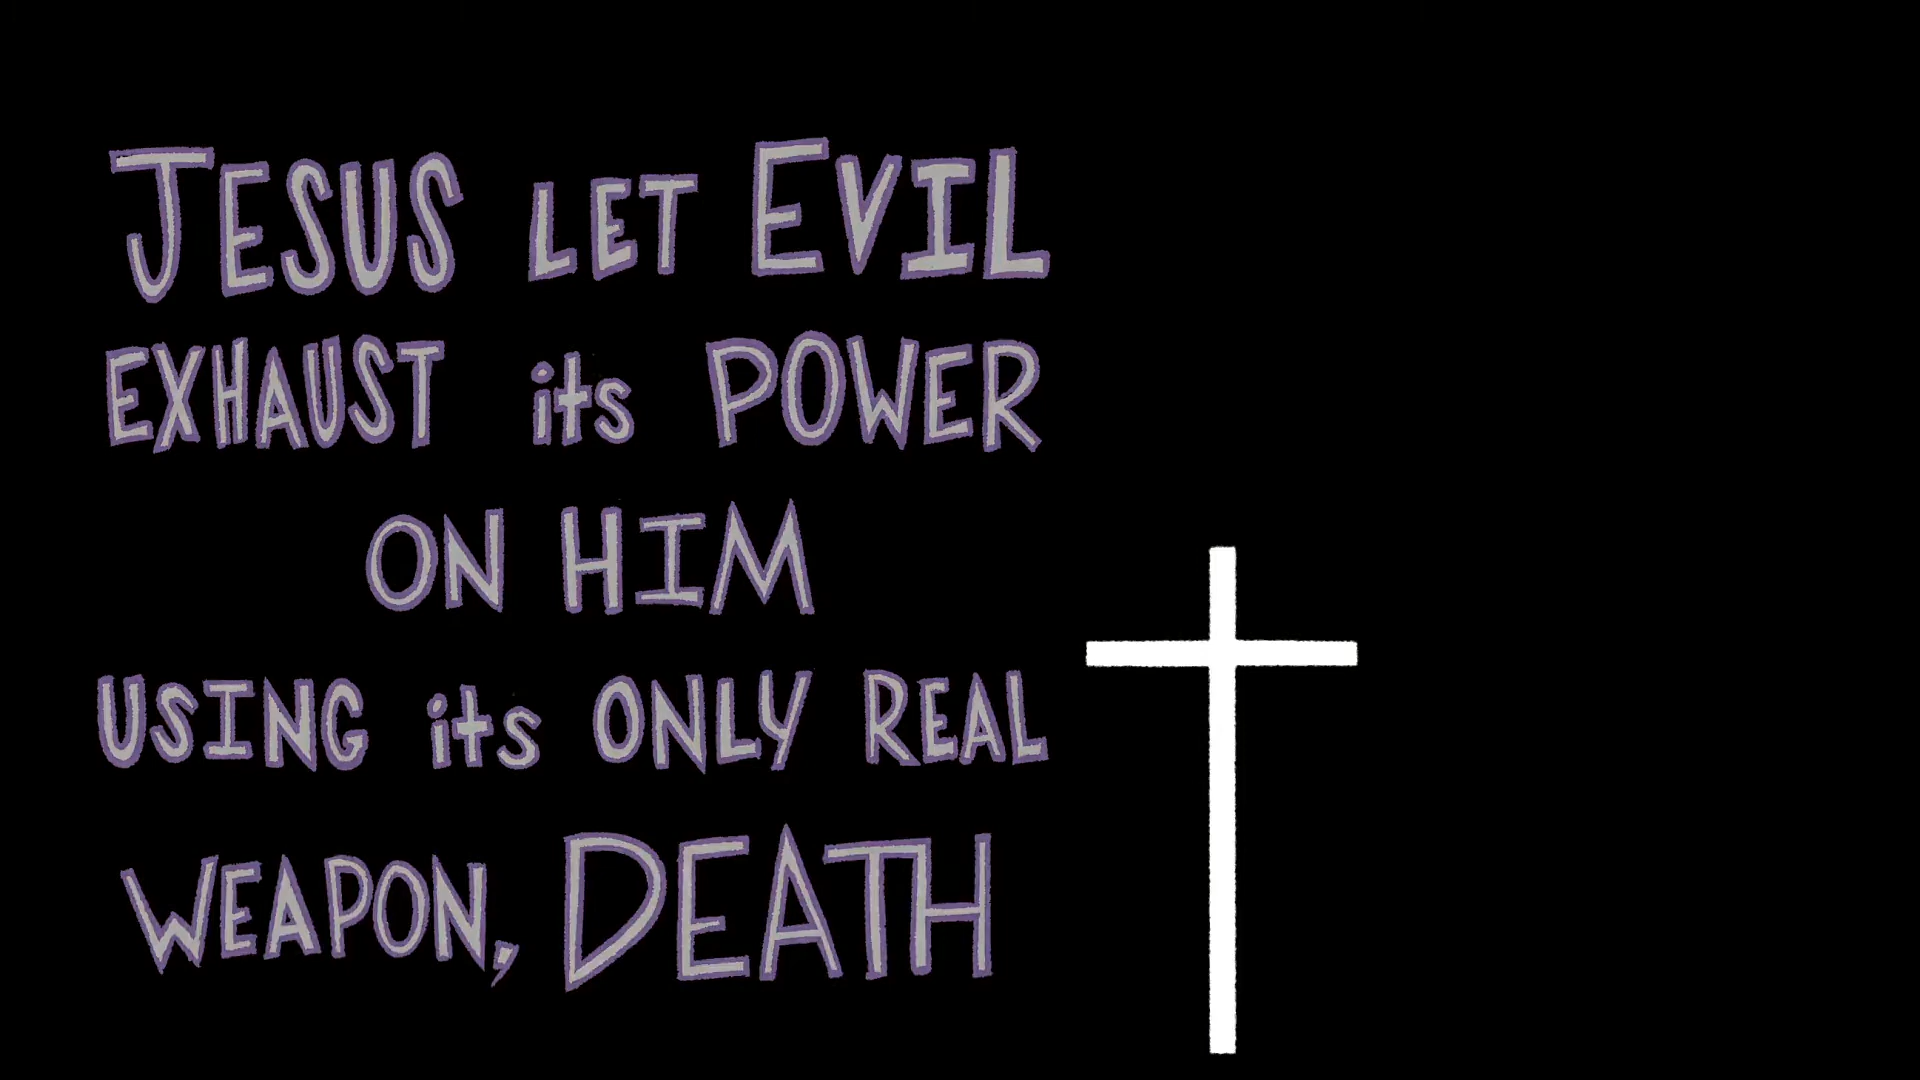 JESUS LET EVIL
EXHAUST its POWER
ON HIM
USING its ONLY REAL
WEAPON, DEATH